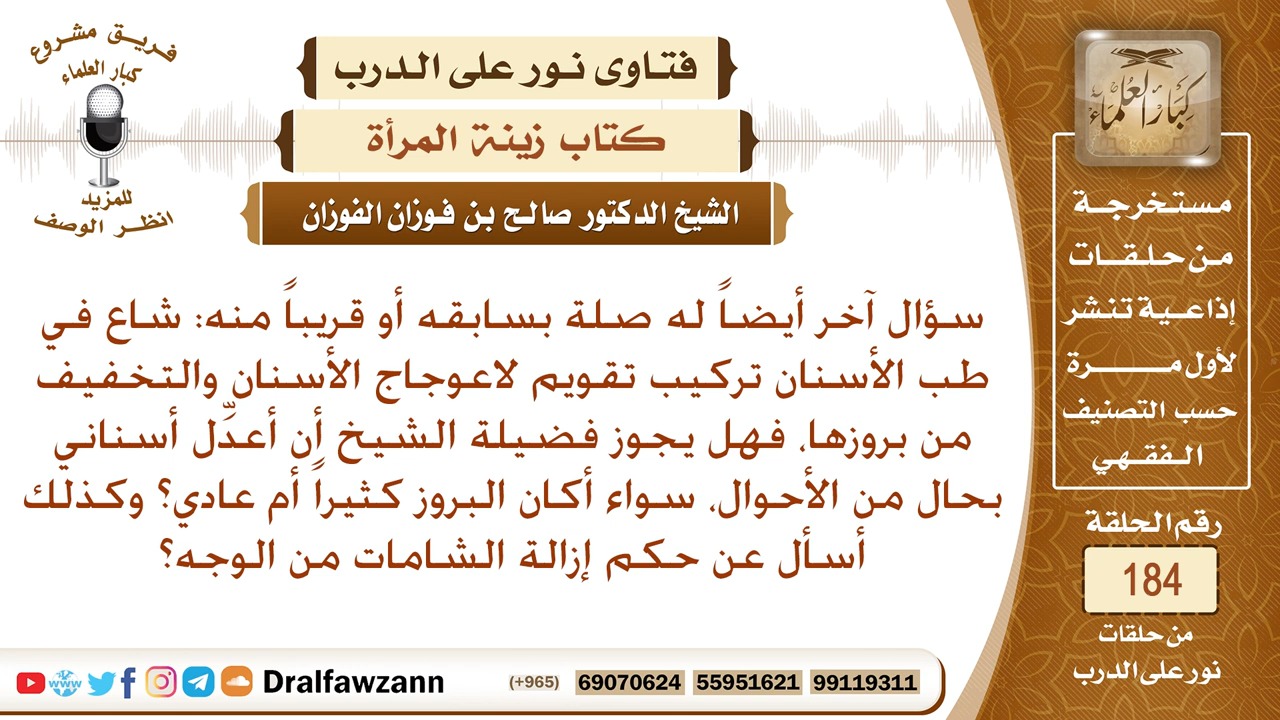 فريق مشروع
كبار العلماء
للمزيد
انظر الوصف
فتاوى نور على الدرب
كتاب زينة المرأة
الشيخ الدكتور صالح بن فوزان الفوزان
سؤال آخر أيضاً له صلة بسابقه أو قريباً منه: شاع في
طب الأسنان تركيب تقويم لاعوجاج الأسنان والتخفيف
من بروزها، فهل يجوز فضيلة الشيخ أن أعدّل أسناني
بحال من الأحوال، سواء أكان البروز كثيراً أم عادي؟ وكذلك
أسأل عن حكم إزالة الشامات من الوجه؟
كبار العلماء
مستخرجة
من حلقات
إذاعية تنشر
لأول مرة
حسب التصنيف
الفقهي
رقم الحلقة
184
من حلقات
نور على الدرب
www
Dralfawzann (+965) 69070624 55951621 99119311